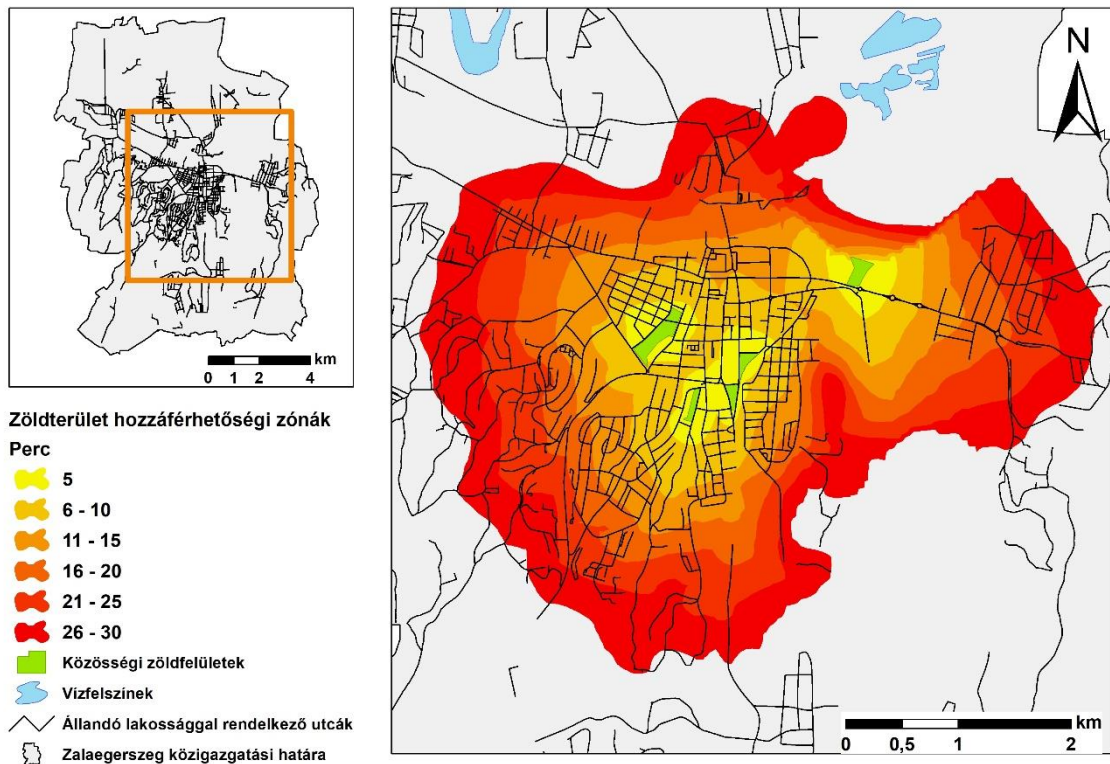 km
0 1 2 4
Zöldterület hozzáférhetőségi zónák
Perc
5
6 - 10
11 - 15
16 - 20
21 - 25
26 - 30
Közösségi zöldfelületek
Vízfelszínek
Állandó lakossággal rendelkező utcák
Zalaegerszeg közigazgatási határa
N
km
0 0,5 1 2